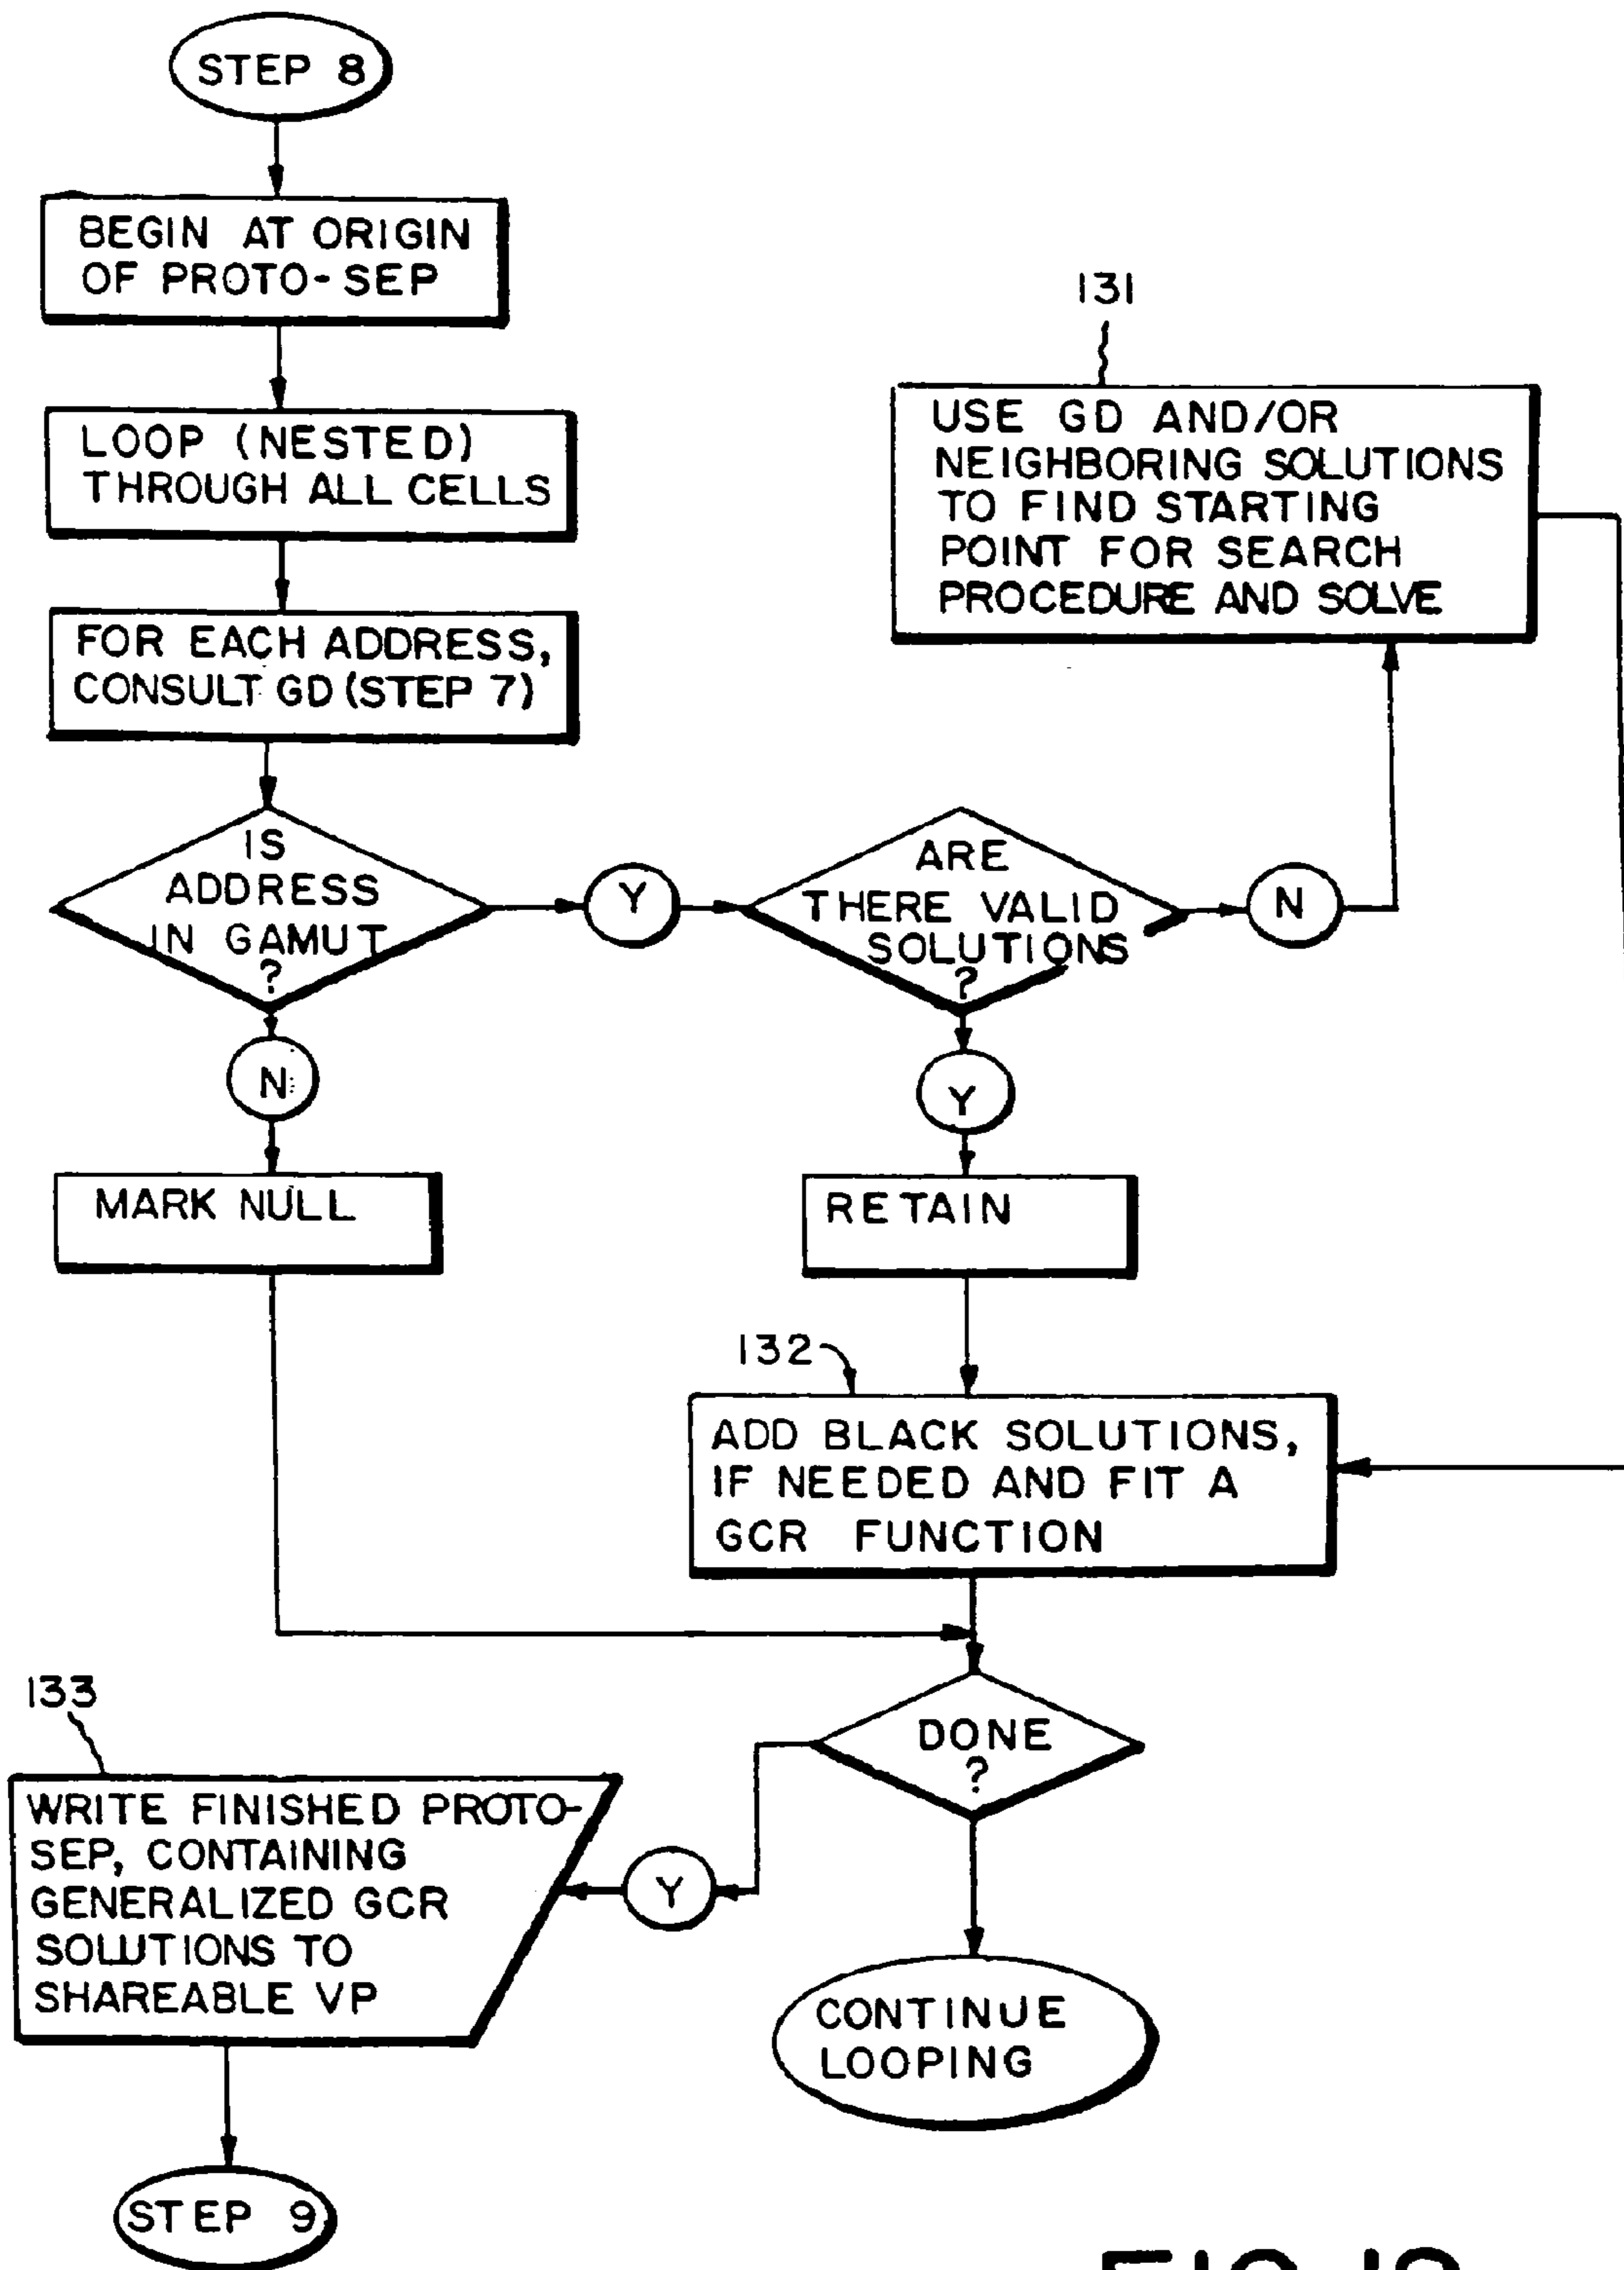 STEP 8
BEGIN AT ORIGIN
OF PROTO-SEP
LOOP (NESTED)
THROUGH ALL CELLS
FOR EACH ADDRESS,
CONSULT GD (STEP 7)
IS
ADDRESS
IN GAMUT
?
Y
ARE
THERE VALID
SOLUTIONS
?
N
131
USE GD AND/OR
NEIGHBORING SOLUTIONS
TO FIND STARTING
POINT FOR SEARCH
PROCEDURE AND SOLVE
N
MARK NULL
Y
RETAIN
132
ADD BLACK SOLUTIONS,
IF NEEDED AND FIT A
GCR FUNCTION
DONE
?
Y
133
WRITE FINISHED PROTO-
SEP, CONTAINING
GENERALIZED GCR
SOLUTIONS TO
SHAREABLE VP
CONTINUE
LOOPING
STEP 9